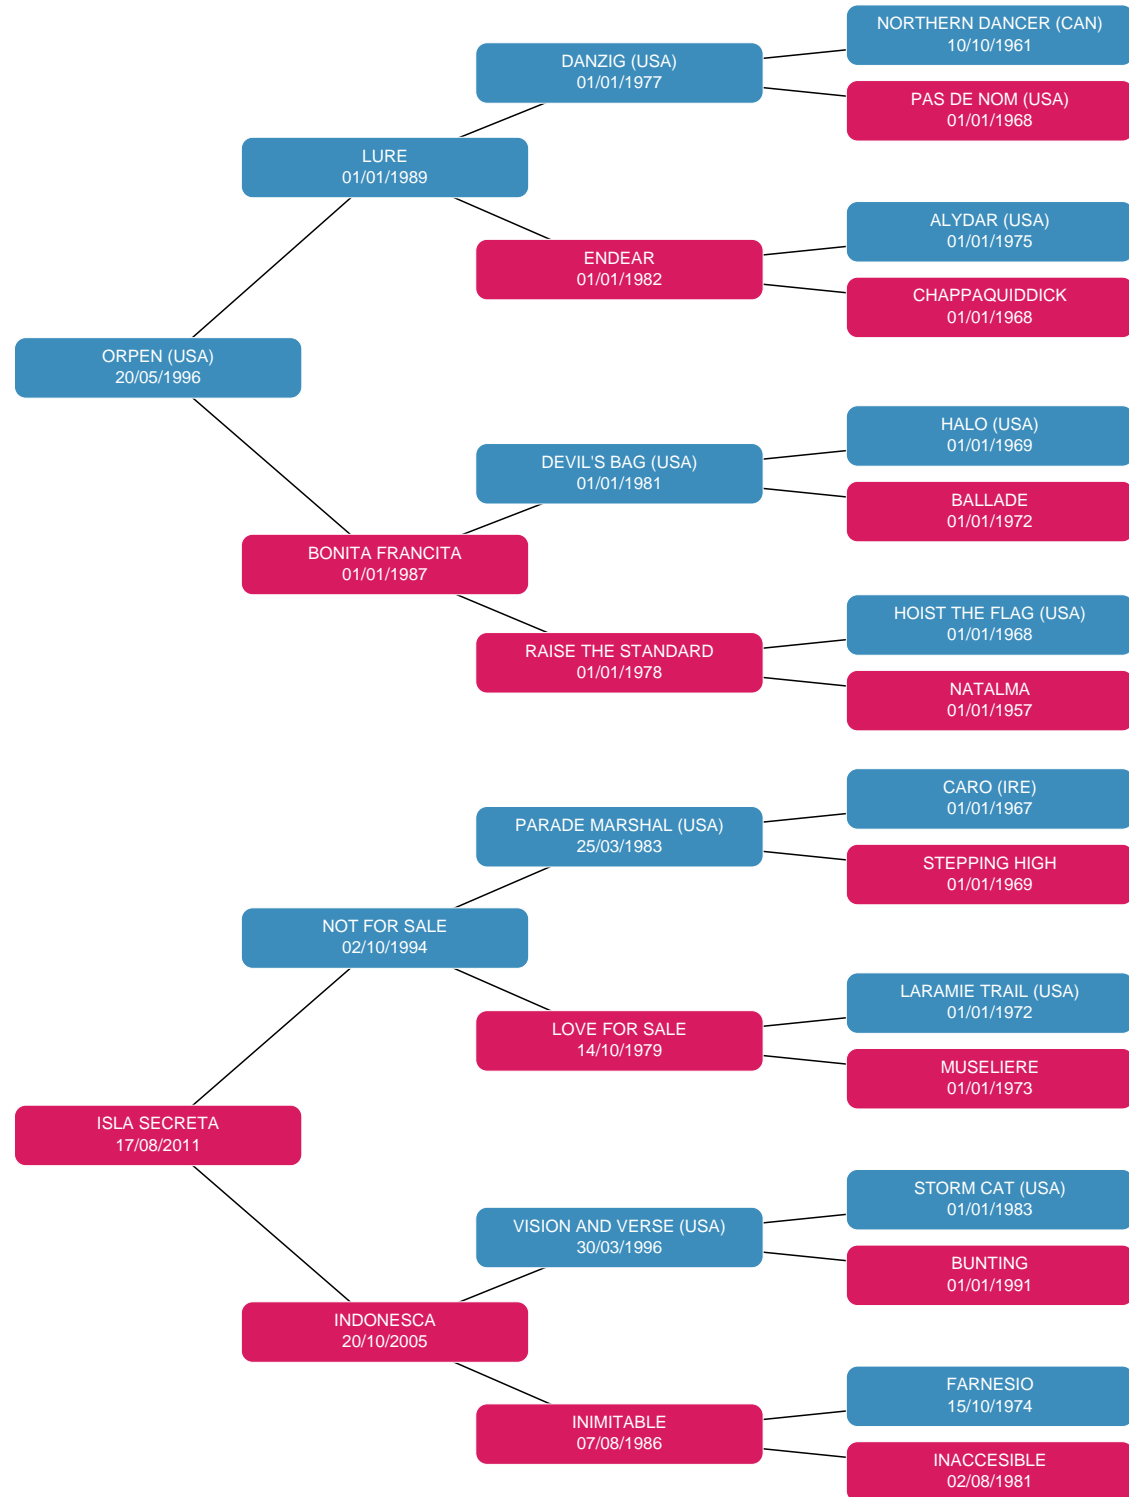 NORTHERN DANCER (CAN)
10/10/1961
DANZIG (USA)
01/01/1977
PAS DE NOM (USA)
01/01/1968
LURE
01/01/1989
ALYDAR (USA)
01/01/1975
ENDEAR
01/01/1982
CHAPPAQUIDDICK
01/01/1968
ORPEN (USA)
20/05/1996
HALO (USA)
01/01/1969
DEVIL'S BAG (USA)
01/01/1981
BALLADE
01/01/1972
BONITA FRANCITA
01/01/1987
HOIST THE FLAG (USA)
01/01/1968
RAISE THE STANDARD
01/01/1978
NATALMA
01/01/1957
CARO (IRE)
01/01/1967
PARADE MARSHAL (USA)
25/03/1983
STEPPING HIGH
01/01/1969
NOT FOR SALE
02/10/1994
LARAMIE TRAIL (USA)
01/01/1972
LOVE FOR SALE
14/10/1979
MUSELIERE
01/01/1973
ISLA SECRETA
17/08/2011
STORM CAT (USA)
01/01/1983
VISION AND VERSE (USA)
30/03/1996
BUNTING
01/01/1991
INDONESCA
20/10/2005
FARNESIO
15/10/1974
INIMITABLE
07/08/1986
INACCESIBLE
02/08/1981